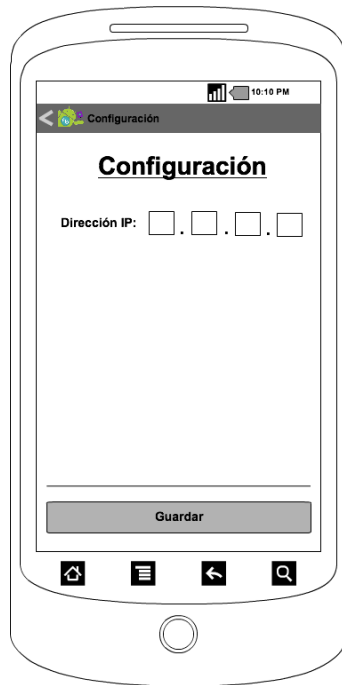 10:10 PM
Configuración
Configuración
Dirección IP: . . .
Guardar